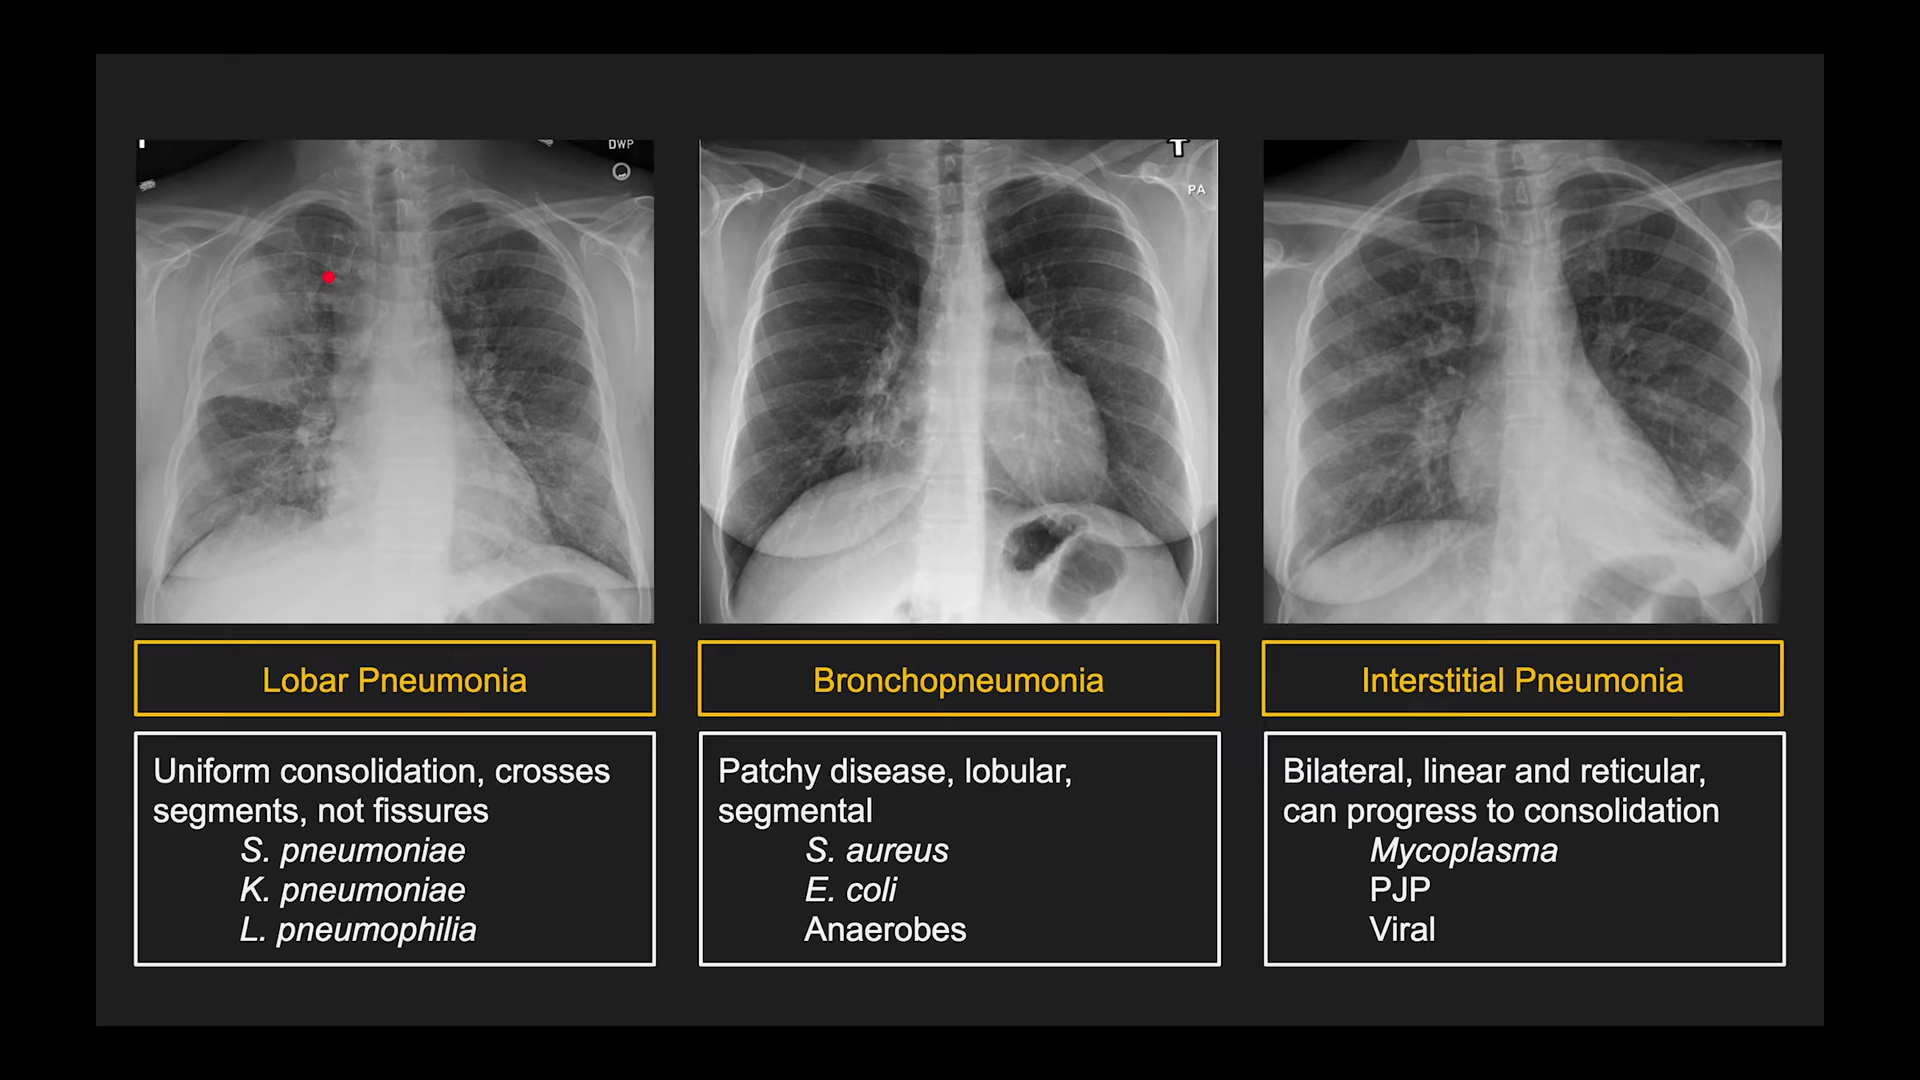 DWP
T
PA
Lobar Pneumonia
Uniform consolidation, crosses
segments, not fissures
S. pneumoniae
K. pneumoniae
L. pneumophilia
Bronchopneumonia
Patchy disease, lobular,
segmental
S. aureus
E. coli
Anaerobes
Interstitial Pneumonia
Bilateral, linear and reticular,
can progress to consolidation
Mycoplasma
PJP
Viral